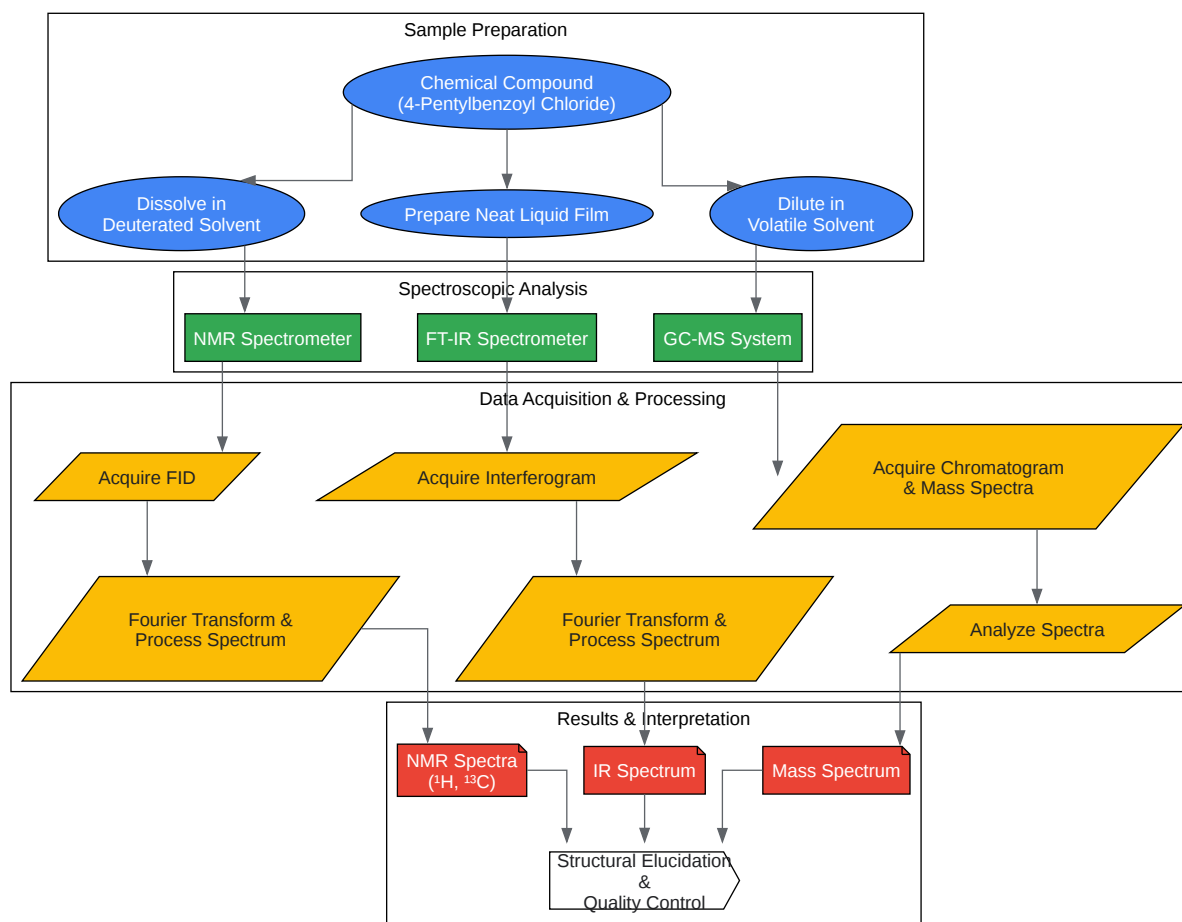 Sample Preparation
Chemical Compound
(4-Pentylbenzoyl Chloride)
Dissolve in
Deuterated Solvent
Prepare Neat Liquid Film
Dilute in
Volatile Solvent
Spectroscopic Analysis
NMR Spectrometer
FT-IR Spectrometer
GC-MS System
Data Acquisition & Processing
Acquire FID
Acquire Interferogram
Acquire Chromatogram
& Mass Spectra
Fourier Transform &
Process Spectrum
Fourier Transform &
Process Spectrum
Analyze Spectra
Results & Interpretation
NMR Spectra
(¹H, ¹³C)
IR Spectrum
Mass Spectrum
Structural Elucidation
&
Quality Control